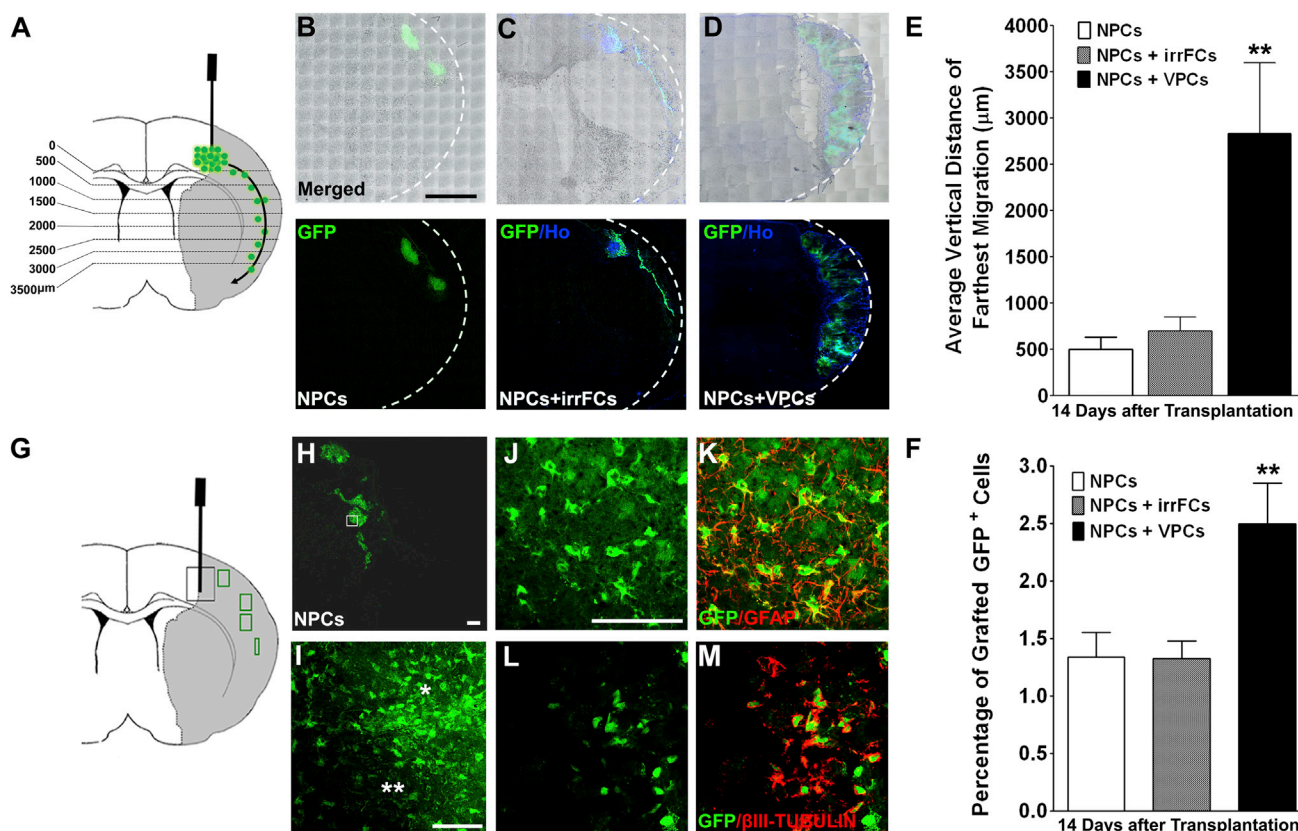 A
0
500
1000
1500
2000
2500
3000
3500μm
B
Merged
C
D
GFP
NPCs
GFP/Ho
NPCs+irrFCs
GFP/Ho
NPCs+VPCs
E
NPCs
NPCs + irrFCs
NPCs + VPCs
**
Average Vertical Distance of
Farthest Migration (μm)
4000
3500
3000
2500
2000
1500
1000
500
0
14 Days after Transplantation
G
H
NPCs
J
K
GFP/GFAP
I
*
**
L
M
GFP/βIII-TUBULIN
F
NPCs
NPCs + irrFCs
NPCs + VPCs
**
Percentage of Grafted GFP + Cells
3.0
2.5
2.0
1.5
1.0
0.5
0.0
14 Days after Transplantation